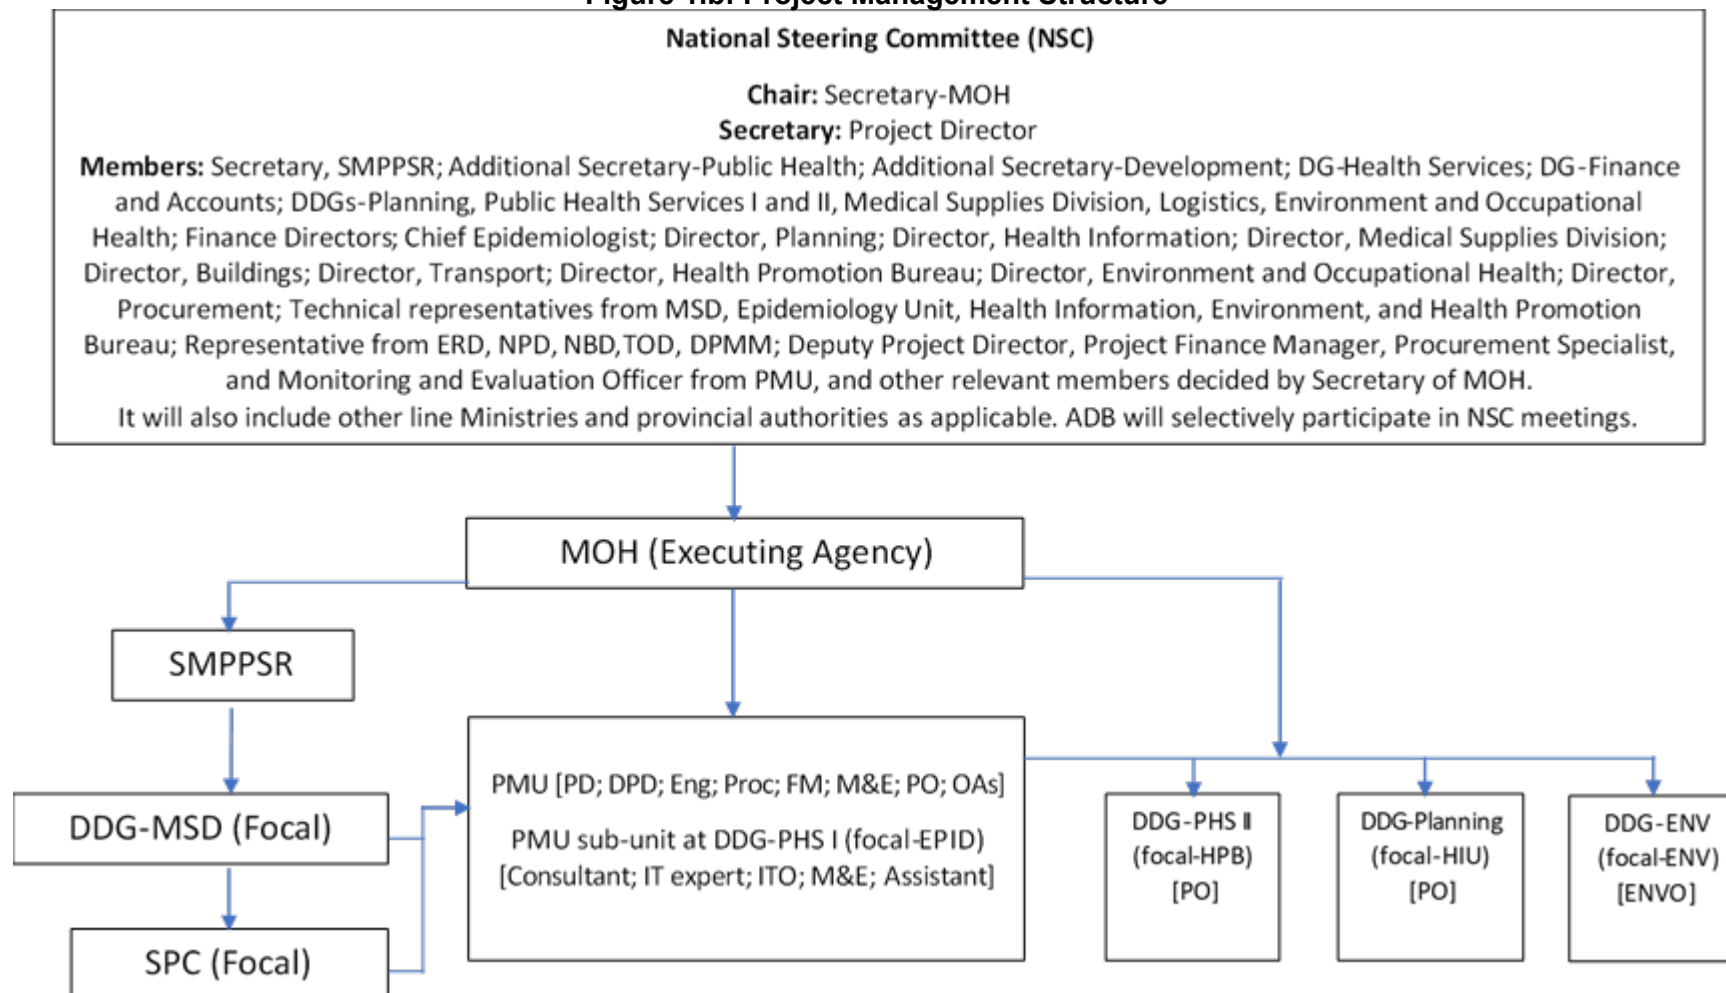 Figure 1b: Project Management Structure
National Steering Committee (NSC)
Chair: Secretary-MOH
Secretary: Project Director
Members: Secretary, SMPPSR; Additional Secretary-Public Health; Additional Secretary-Development; DG-Health Services; DG-Finance
and Accounts; DDGs-Planning, Public Health Services I and II, Medical Supplies Division, Logistics, Environment and Occupational
Health; Finance Directors; Chief Epidemiologist; Director, Planning; Director, Health Information; Director, Medical Supplies Division;
Director, Buildings; Director, Transport; Director, Health Promotion Bureau; Director, Environment and Occupational Health; Director,
Procurement; Technical representatives from MSD, Epidemiology Unit, Health Information, Environment, and Health Promotion
Bureau; Representative from ERD, NPD, NBD,TOD, DPMM; Deputy Project Director, Project Finance Manager, Procurement Specialist,
and Monitoring and Evaluation Officer from PMU, and other relevant members decided by Secretary of MOH.
It will also include other line Ministries and provincial authorities as applicable. ADB will selectively participate in NSC meetings.
MOH (Executing Agency)
SMPPSR
DDG-MSD (Focal)
SPC (Focal)
PMU [PD; DPD; Eng; Proc; FM; M&E; PO; OAs]
PMU sub-unit at DDG-PHS I (focal-EPID)
[Consultant; IT expert; ITO; M&E; Assistant]
DDG-PHS II
(focal-HPB)
[PO]
DDG-Planning
(focal-HIU)
[PO]
DDG-ENV
(focal-ENV)
[ENVO]